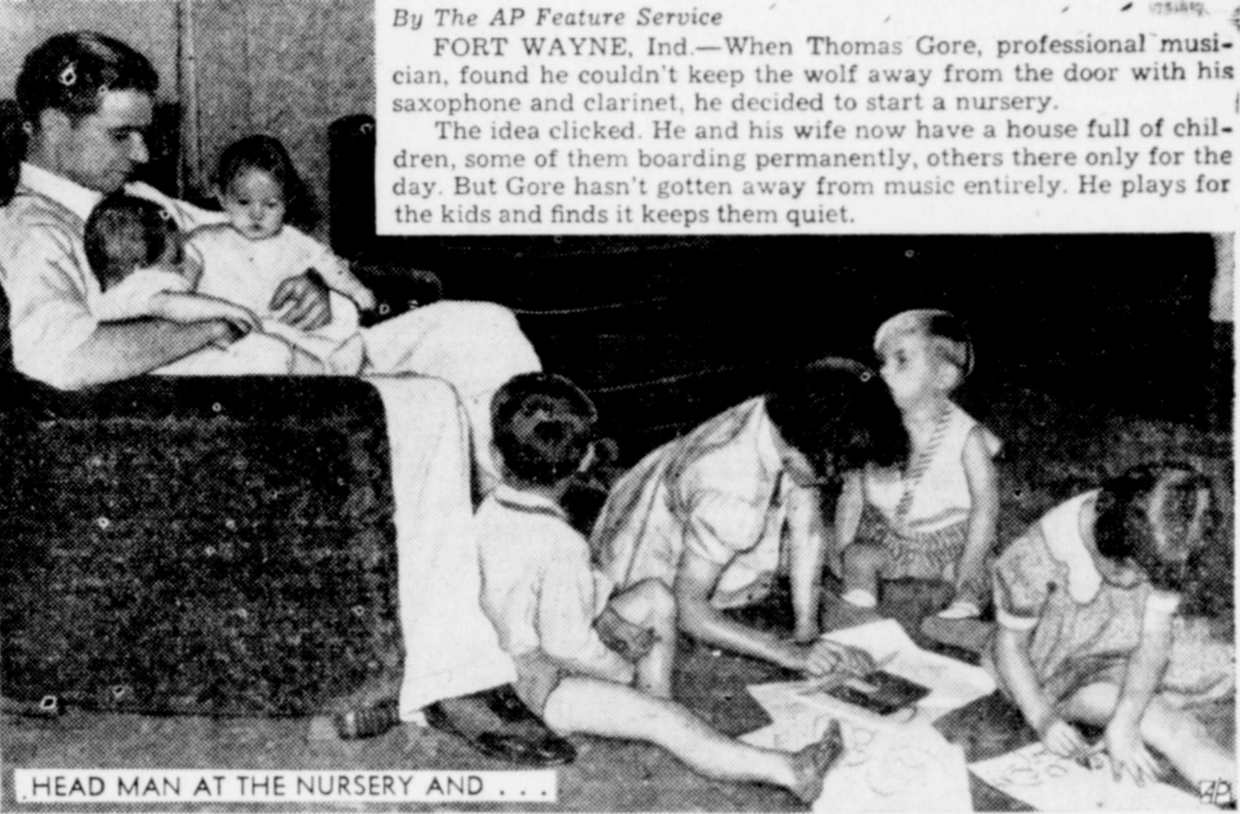 By The AP Feature Service
FORT WAYNE, Ind.—When Thomas Gore, professional musi-
cian, found he couldn't keep the wolf away from the door with his
saxophone and clarinet, he decided to start a nursery.
The idea clicked. He and his wife now have a house full of chil-
dren, some of them boarding permanently, others there only for the
day. But Gore hasn't gotten away from music entirely. He plays for
the kids and finds it keeps them quiet.
HEAD MAN AT THE NURSERY AND . . .
AP